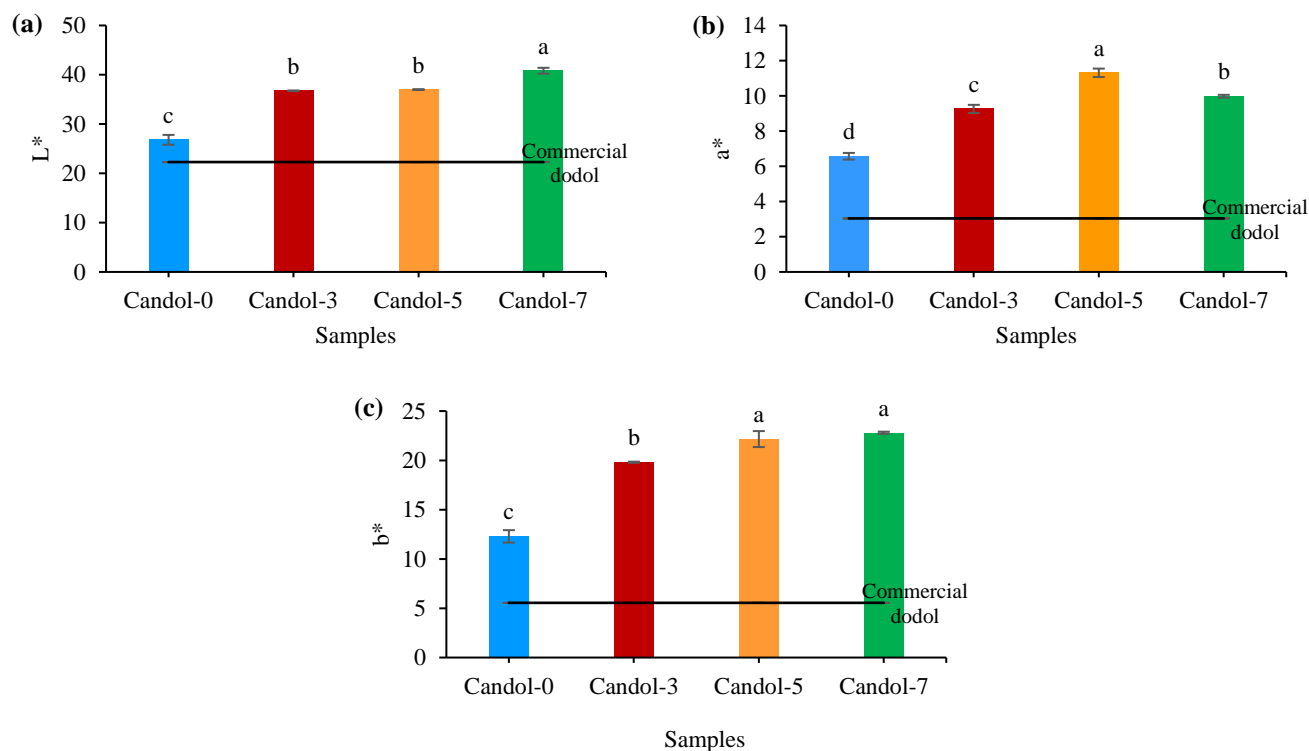 (a)
L*
50
40
30
20
10
0
c
b
b
a
Commercial
dodol
Candol-0 Candol-3 Candol-5 Candol-7
Samples
(b)
a*
14
12
10
8
6
4
2
0
d
c
a
b
Commercial
dodol
Candol-0 Candol-3 Candol-5 Candol-7
Samples
(c)
b*
25
20
15
10
5
0
c
b
a
a
Commercial
dodol
Candol-0 Candol-3 Candol-5 Candol-7
Samples